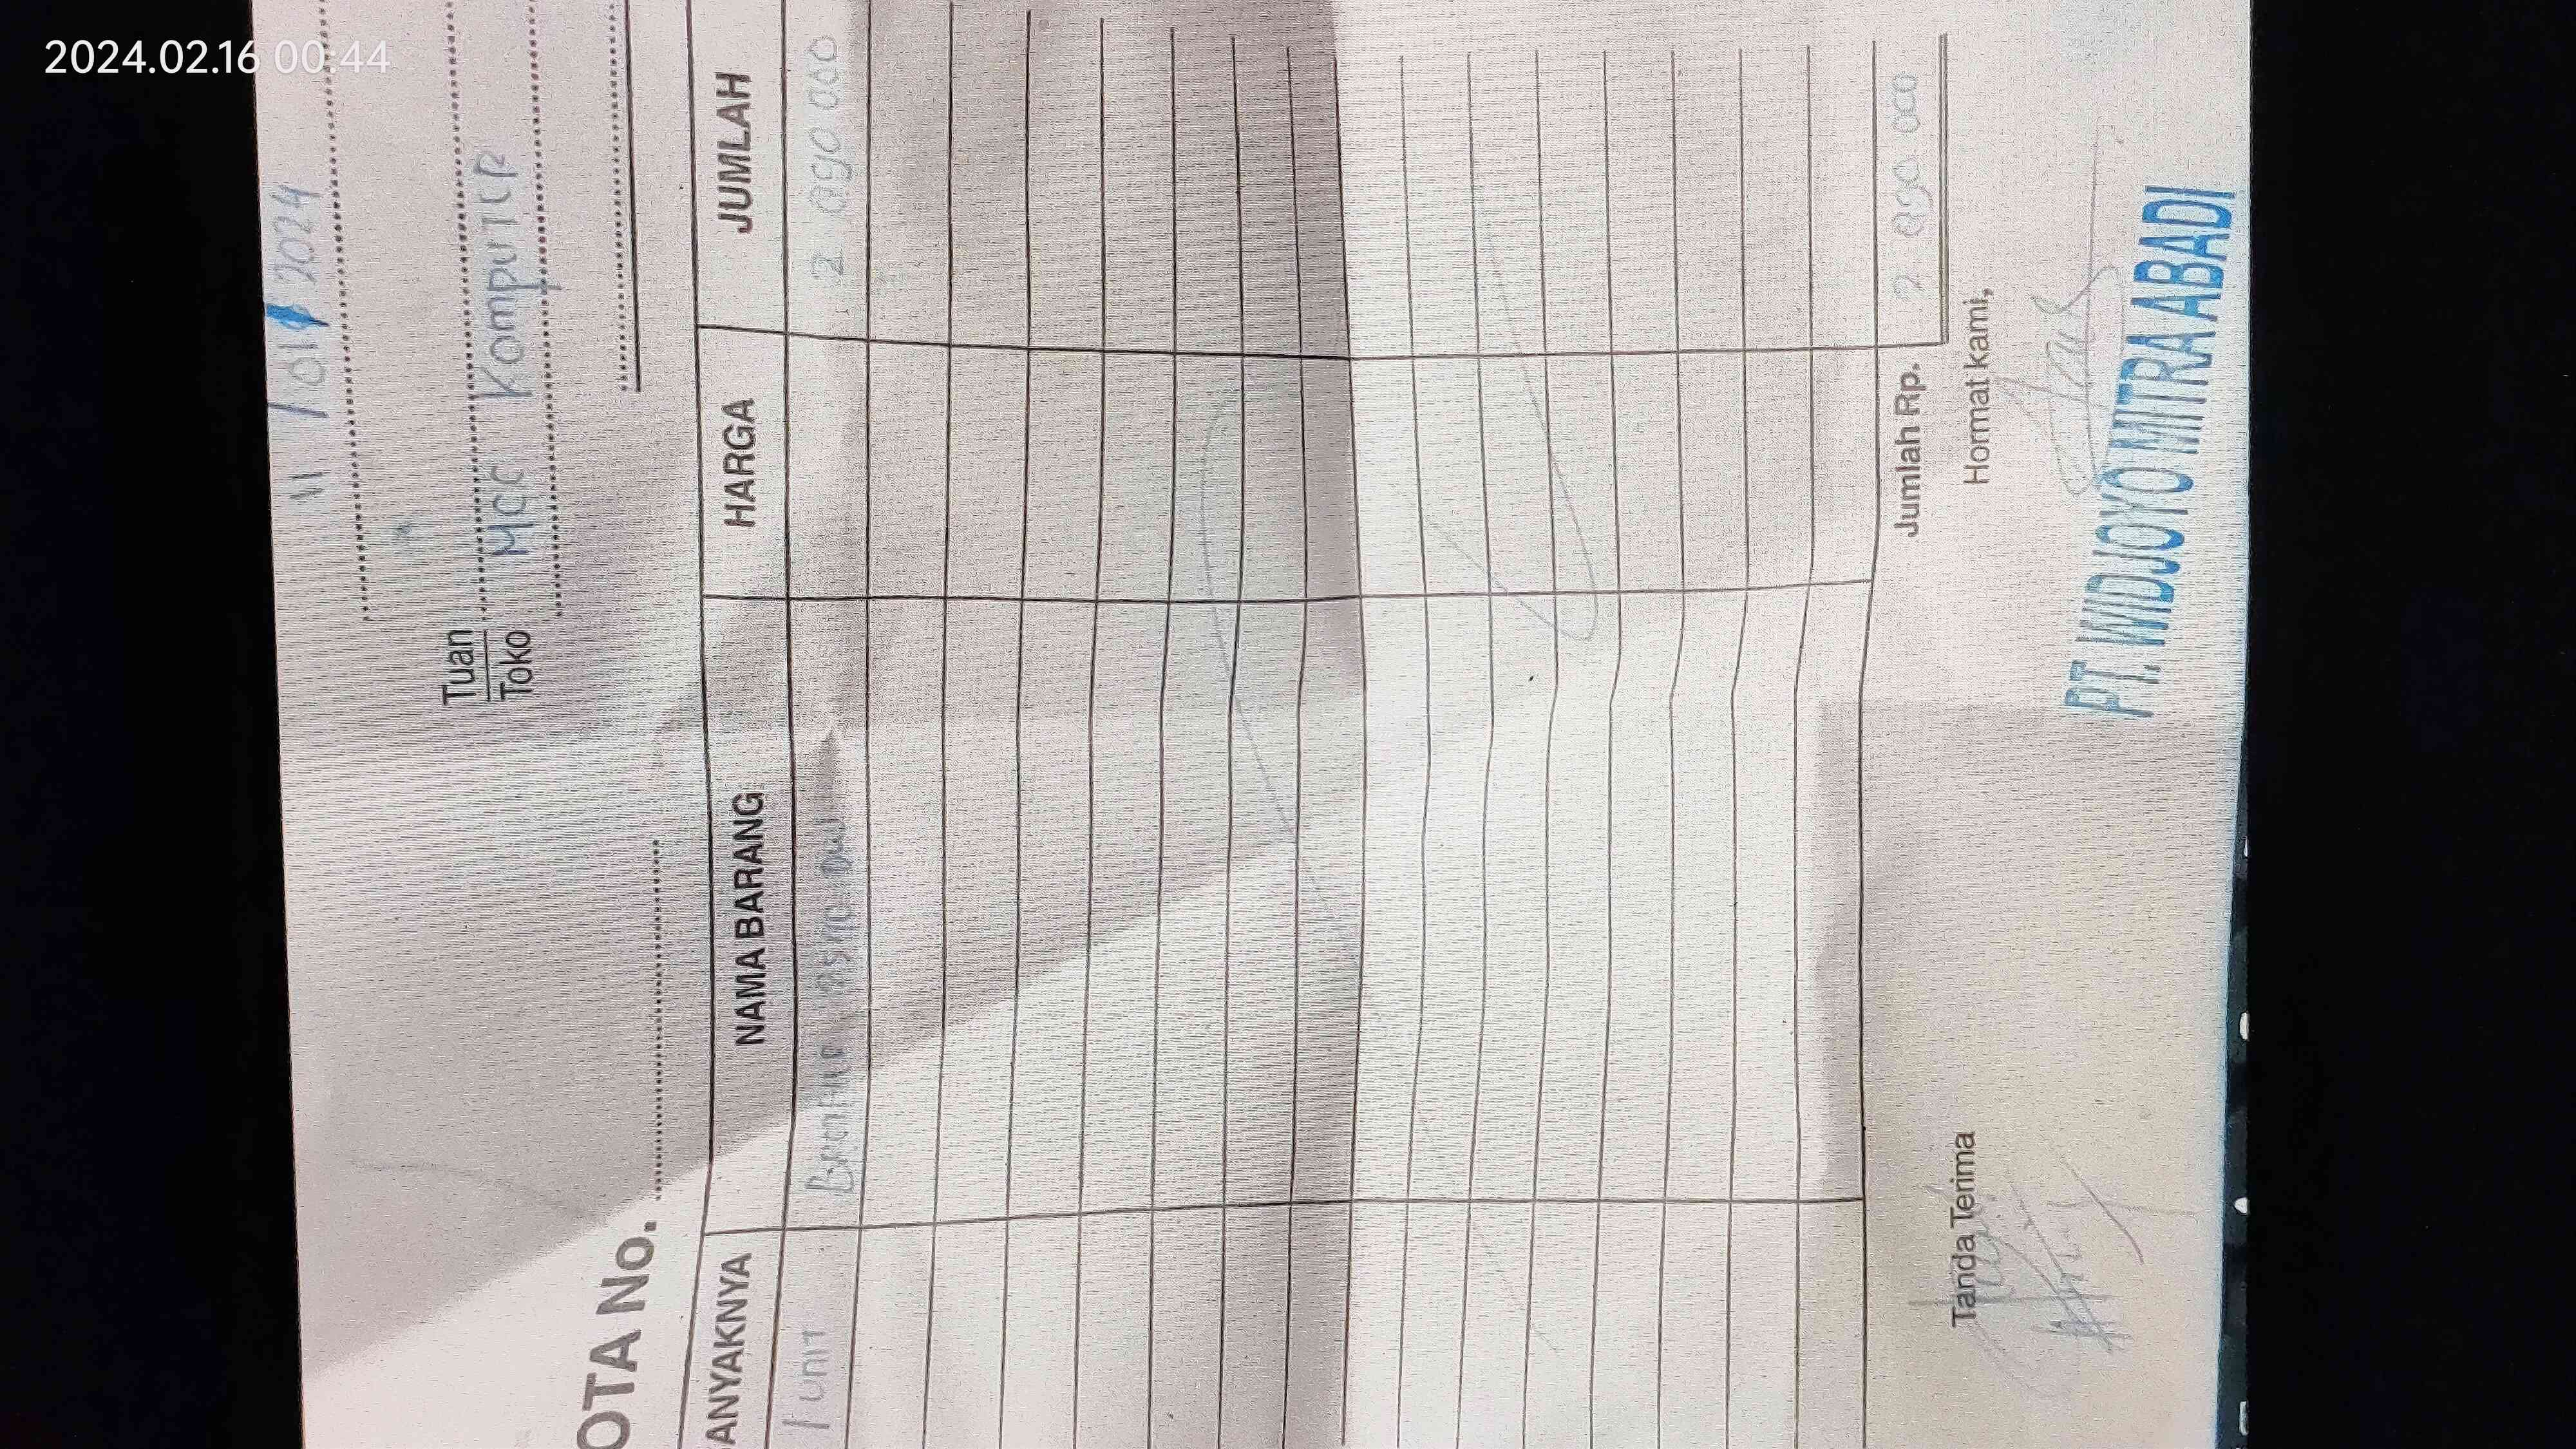 2024.02.16 00:44
11 / 01 / 2024
Tuan
Toko MCC Komputer
OTA No.
ANYAKNYA NAMA BARANG HARGA JUMLAH
1 unit Brother 2540 DW 2 090 000
Jumlah Rp. 2 090 000
Tanda Terima Hormat kami,
PT. WIDJOYO MITRA ABADI